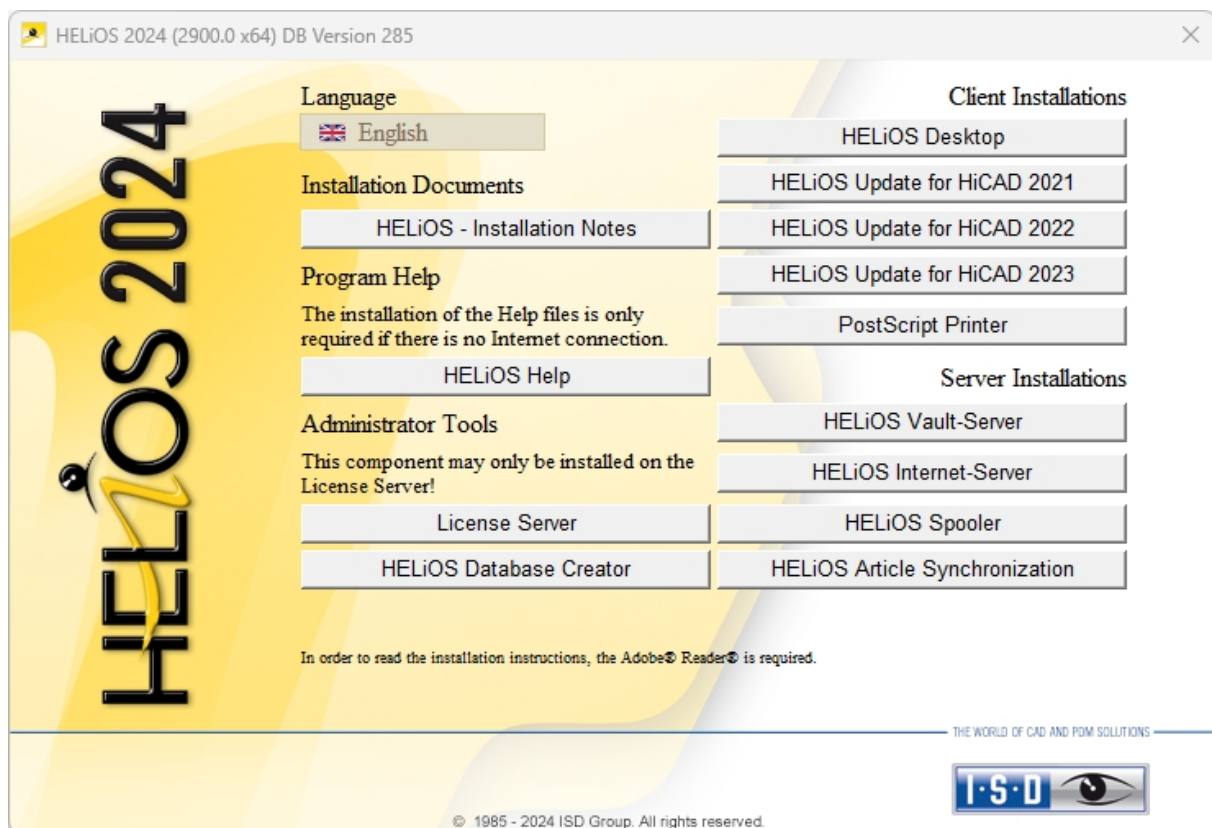 HELiOS 2024 (2900.0 x64) DB Version 285
HELiOS 2024
Language
English
Installation Documents
HELiOS - Installation Notes
Program Help
The installation of the Help files is only
required if there is no Internet connection.
HELiOS Help
Administrator Tools
This component may only be installed on the
License Server!
License Server
HELiOS Database Creator
Client Installations
HELiOS Desktop
HELiOS Update for HiCAD 2021
HELiOS Update for HiCAD 2022
HELiOS Update for HiCAD 2023
PostScript Printer
Server Installations
HELiOS Vault-Server
HELiOS Internet-Server
HELiOS Spooler
HELiOS Article Synchronization
In order to read the installation instructions, the Adobe® Reader® is required.
THE WORLD OF CAD AND PDM SOLUTIONS
I·S·D
© 1985 - 2024 ISD Group. All rights reserved.